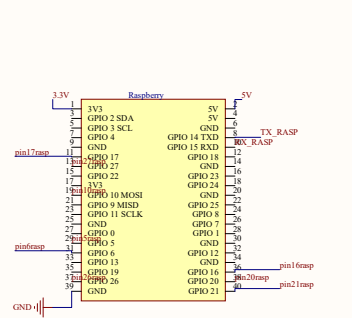 3.3V Raspberry 5V
1 3V3 5V 2
3 GPIO 2 SDA 5V 4
5 GPIO 3 SCL GND 6
7 GPIO 4 GPIO 14 TXD 8 TX_RASP
9 GND GPIO 15 RXD 10 RX_RASP
pin17rasp 11 GPIO 17 GPIO 18 12
13 pin27rasp GPIO 27 GND 14
15 GPIO 22 GPIO 23 16
17 3V3 GPIO 24 18
19 pin10rasp GPIO 10 MOSI GND 20
21 GPIO 9 MISD GPIO 25 22
23 GPIO 11 SCLK GPIO 8 24
25 GND GPIO 7 26
27 GPIO 0 GPIO 1 28
29 pin5rasp GPIO 5 GND 30
pin6rasp 31 GPIO 6 GPIO 12 32
33 GPIO 13 GND 34
35 GPIO 19 GPIO 16 36 pin16rasp
37 pin26rasp GPIO 26 GPIO 20 38 pin20rasp
39 GND GPIO 21 40 pin21rasp
GND